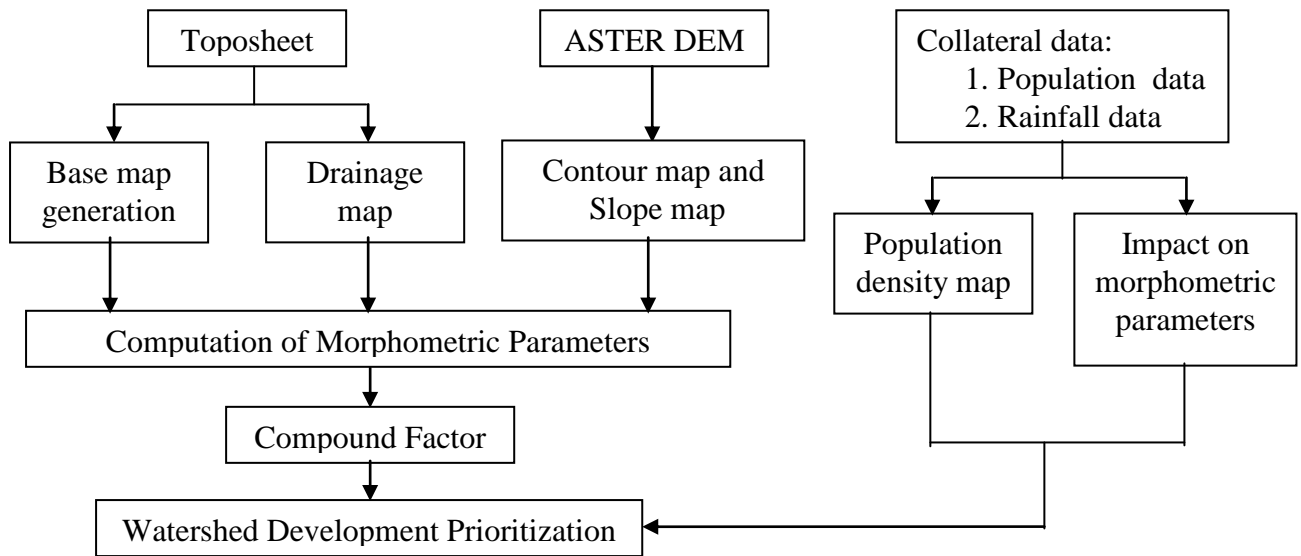 Toposheet
ASTER DEM
Collateral data:
1. Population data
2. Rainfall data
Base map
generation
Drainage
map
Contour map and
Slope map
Population
density map
Impact on
morphometric
parameters
Computation of Morphometric Parameters
Compound Factor
Watershed Development Prioritization